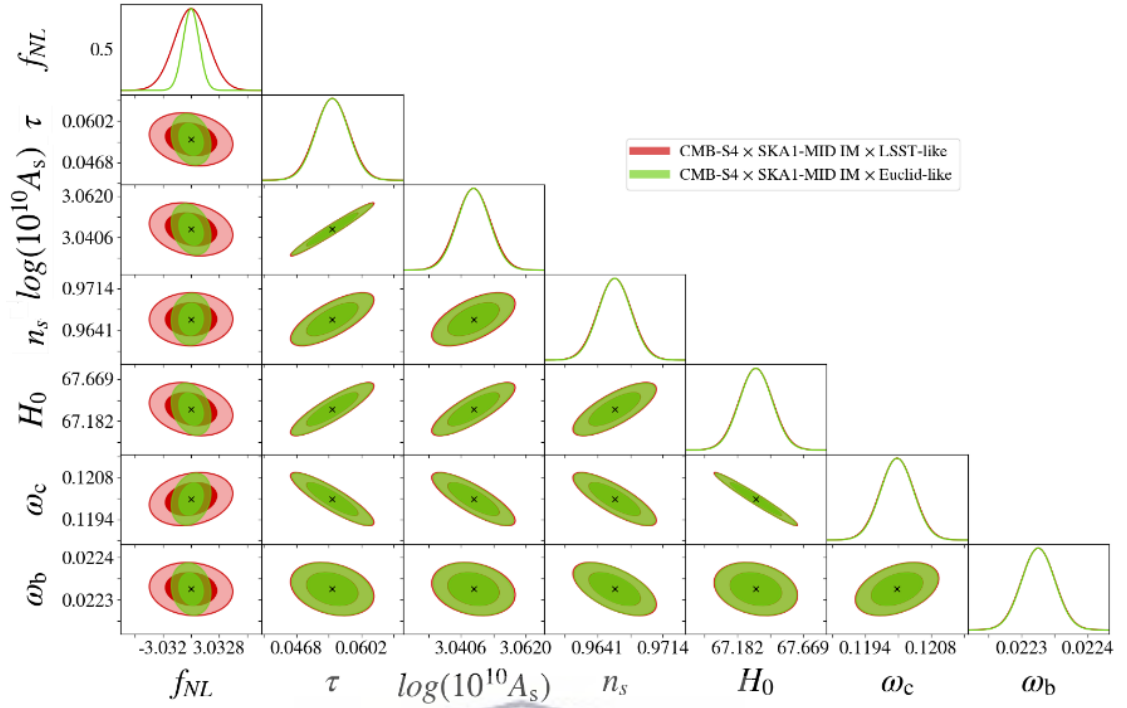 f_NL
0.5
τ
0.0602
0.0468
CMB-S4 × SKA1-MID IM × LSST-like
CMB-S4 × SKA1-MID IM × Euclid-like
log(10^10 A_s)
3.0620
3.0406
n_s
0.9714
0.9641
H_0
67.669
67.182
ω_c
0.1208
0.1194
ω_b
0.0224
0.0223
-3.032 3.0328 0.0468 0.0602 3.0406 3.0620 0.9641 0.9714 67.182 67.669 0.1194 0.1208 0.0223 0.0224
f_NL τ log(10^10 A_s) n_s H_0 ω_c ω_b